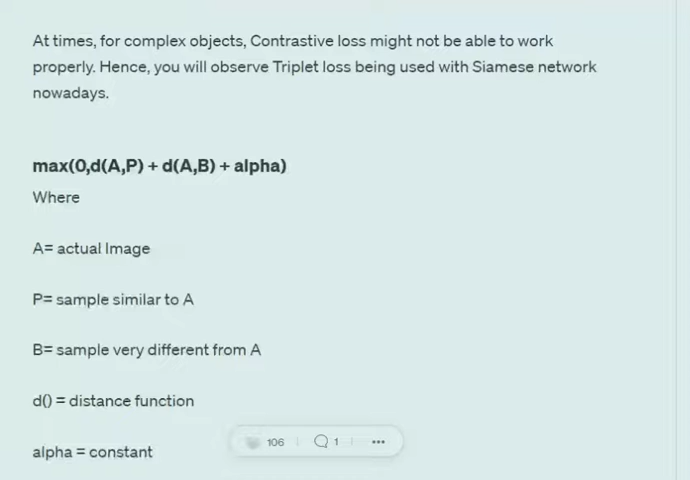 At times, for complex objects, Contrastive loss might not be able to work
properly. Hence, you will observe Triplet loss being used with Siamese network
nowadays.
max(0,d(A,P) + d(A,B) + alpha)
Where
A= actual Image
P= sample similar to A
B= sample very different from A
d() = distance function
106 1
alpha = constant